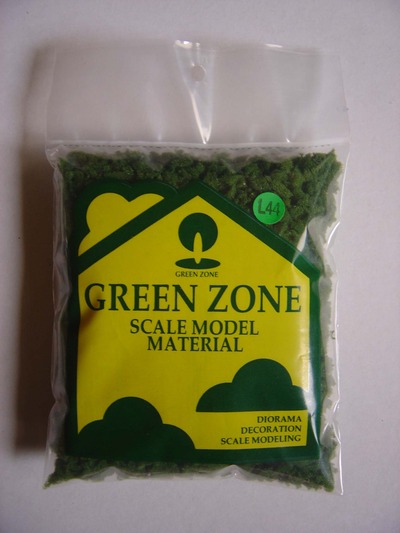 L44
GREEN ZONE
GREEN ZONE
SCALE MODEL
MATERIAL
DIORAMA
DECORATION
SCALE MODELING